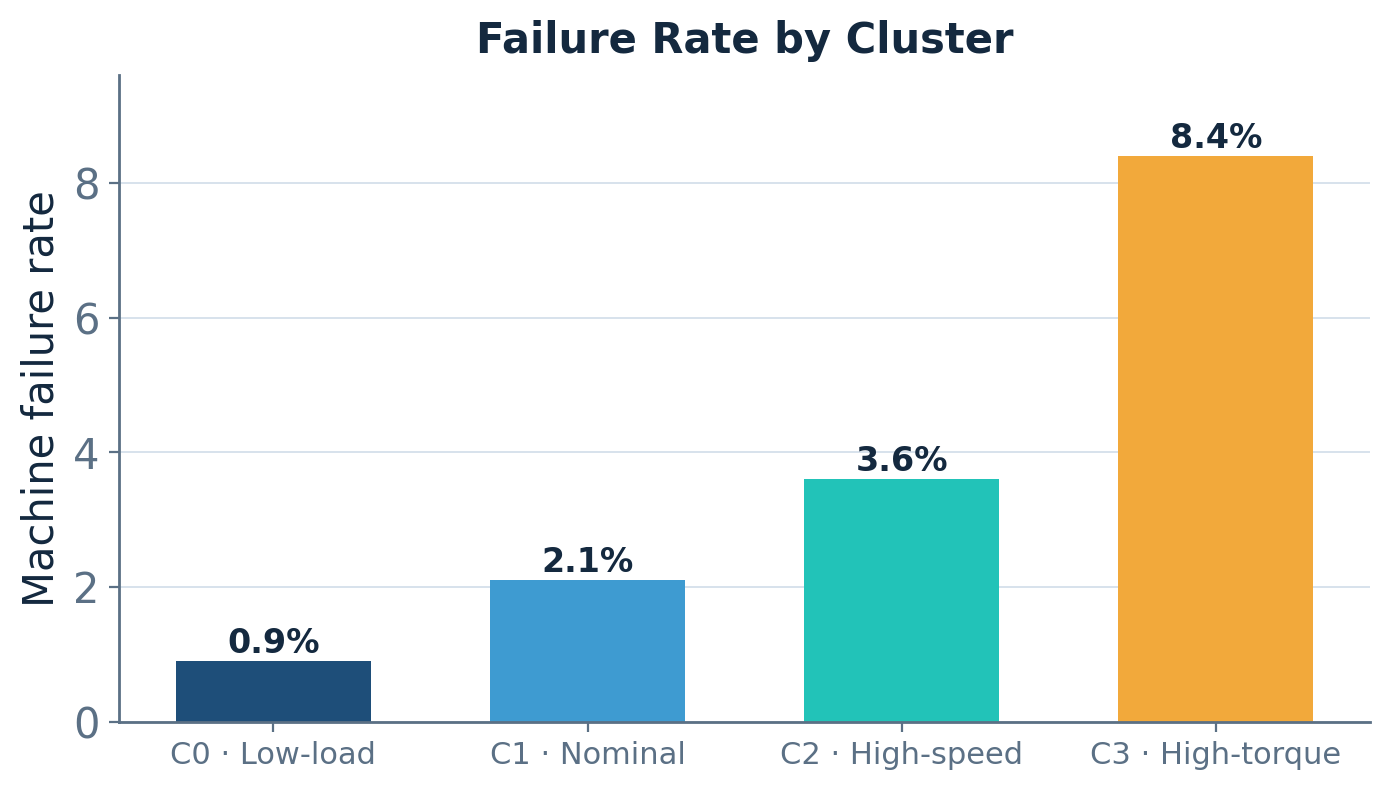 Failure Rate by Cluster
Machine failure rate
8
6
4
2
0
0.9%
2.1%
3.6%
8.4%
C0 · Low-load
C1 · Nominal
C2 · High-speed
C3 · High-torque